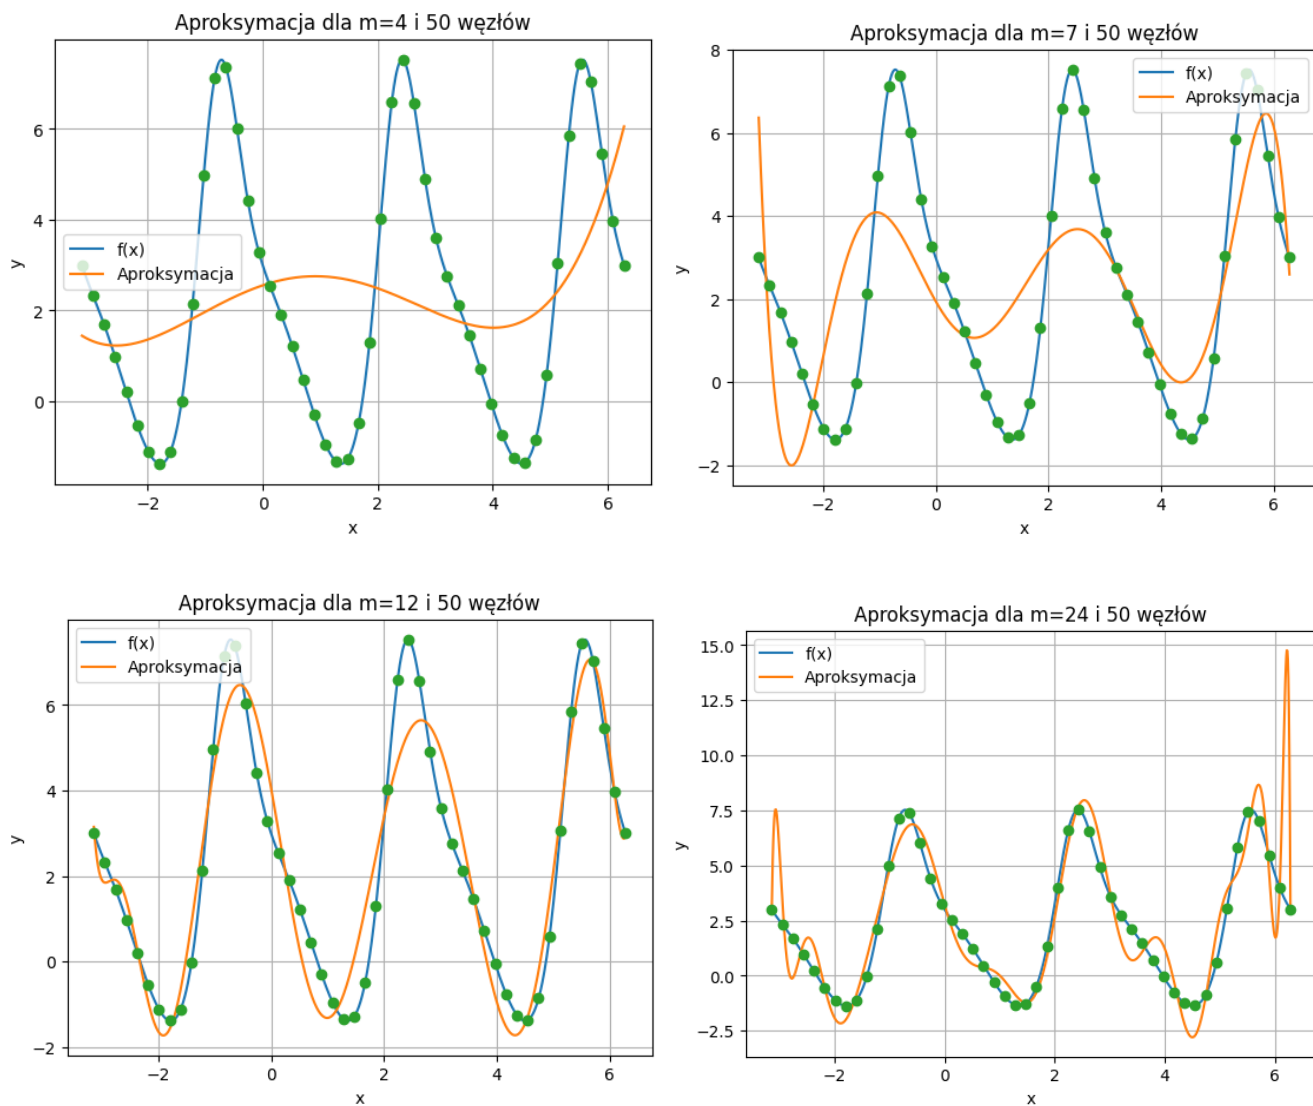 Aproksymacja dla m=4 i 50 węzłów
6
4
2
0
y
f(x)
Aproksymacja
−2
0
2
4
6
x
Aproksymacja dla m=7 i 50 węzłów
8
6
4
2
0
−2
y
f(x)
Aproksymacja
−2
0
2
4
6
x
Aproksymacja dla m=12 i 50 węzłów
6
4
2
0
−2
y
f(x)
Aproksymacja
−2
0
2
4
6
x
Aproksymacja dla m=24 i 50 węzłów
15.0
12.5
10.0
7.5
5.0
2.5
0.0
−2.5
y
f(x)
Aproksymacja
−2
0
2
4
6
x